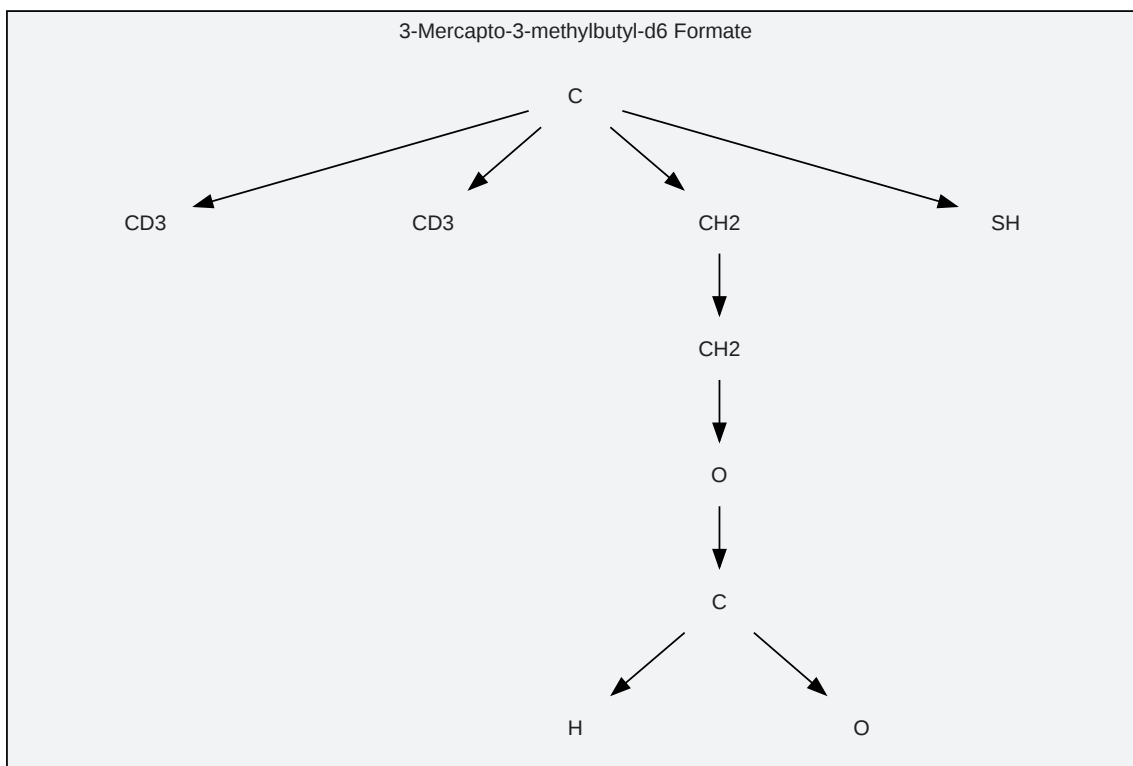 3-Mercapto-3-methylbutyl-d6 Formate
C
CD3 CD3 CH2 SH
CH2
O
C
H O